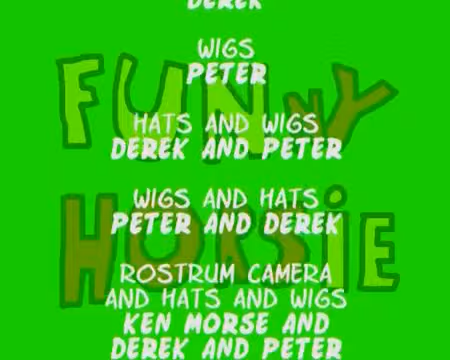 DEREK
WIGS
PETER
HATS AND WIGS
DEREK AND PETER
WIGS AND HATS
PETER AND DEREK
ROSTRUM CAMERA
AND HATS AND WIGS
KEN MORSE AND
DEREK AND PETER
FUNNY
HORSIE